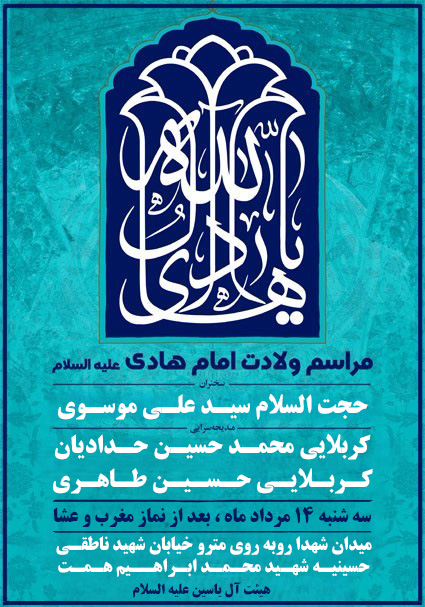 یا هادی آل الله
مراسم ولادت امام هادی علیه السلام
سخنران
حجت السلام سید علی موسوی
مدیحه‌سرایی
کربلایی محمد حسین حدادیان
کربلایی حسین طاهری
سه شنبه ۱۴ مرداد ماه ، بعد از نماز مغرب و عشا
میدان شهدا روبه روی مترو خیابان شهید ناطقی
حسینیه شهید محمد ابراهیم همت
هیئت آل یاسین علیه السلام